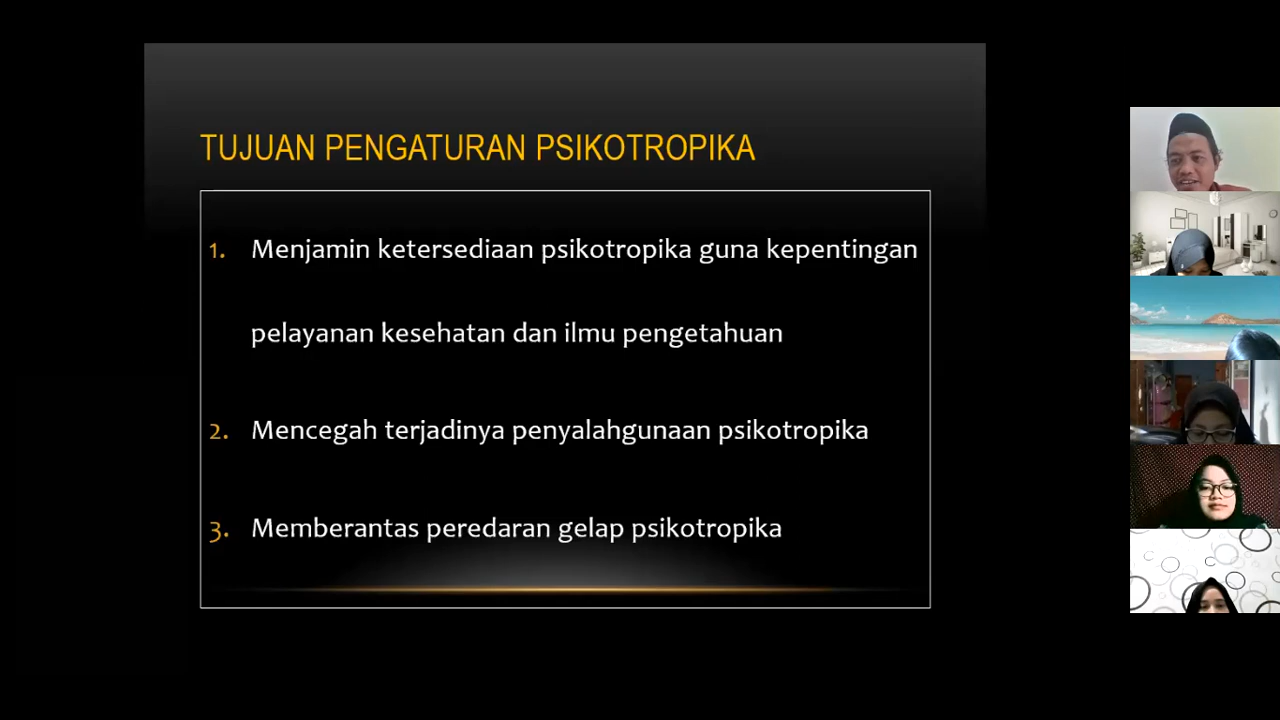 TUJUAN PENGATURAN PSIKOTROPIKA
1. Menjamin ketersediaan psikotropika guna kepentingan
pelayanan kesehatan dan ilmu pengetahuan
2. Mencegah terjadinya penyalahgunaan psikotropika
3. Memberantas peredaran gelap psikotropika